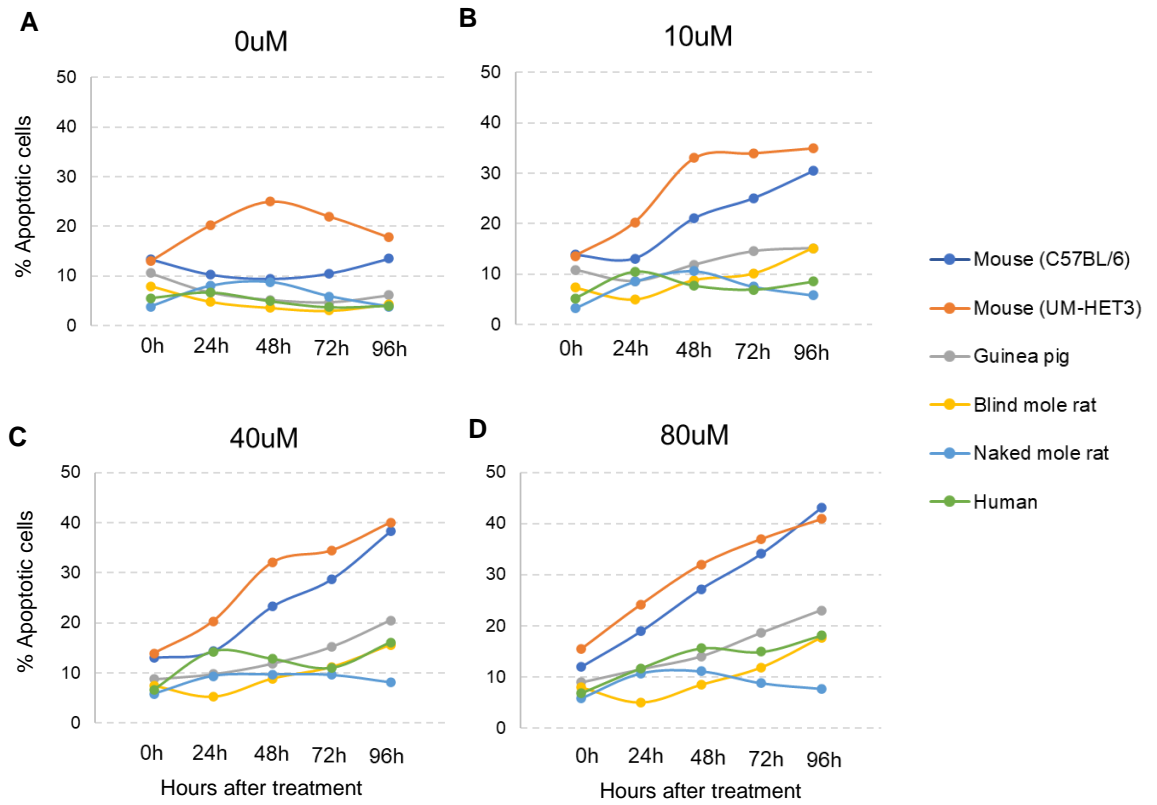 A
0uM
% Apoptotic cells
50
40
30
20
10
0
0h 24h 48h 72h 96h
B
10uM
50
40
30
20
10
0
0h 24h 48h 72h 96h
Mouse (C57BL/6)
Mouse (UM-HET3)
Guinea pig
Blind mole rat
Naked mole rat
Human
C
40uM
% Apoptotic cells
50
40
30
20
10
0
0h 24h 48h 72h 96h
Hours after treatment
D
80uM
50
40
30
20
10
0
0h 24h 48h 72h 96h
Hours after treatment